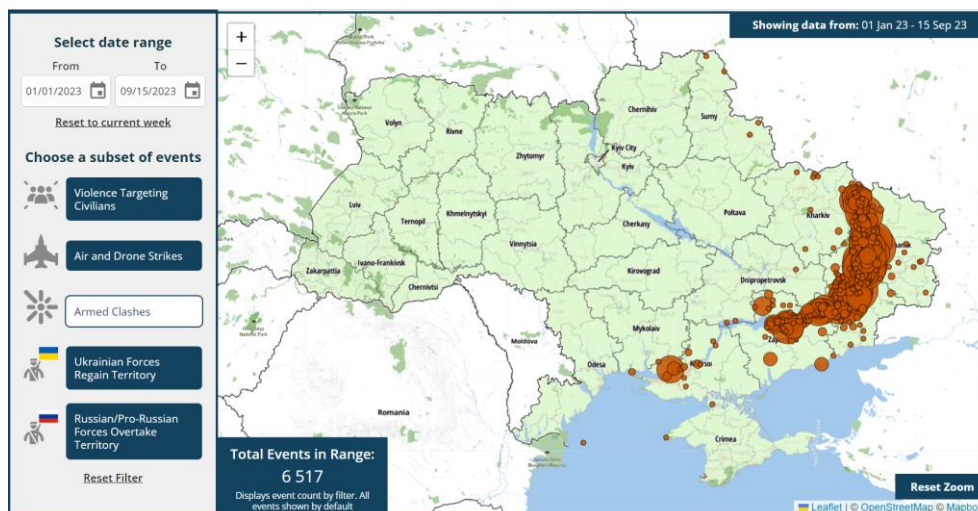 Select date range
From To
01/01/2023 09/15/2023
Reset to current week
Choose a subset of events
Violence Targeting
Civilians
Air and Drone Strikes
Armed Clashes
Ukrainian Forces
Regain Territory
Russian/Pro-Russian
Forces Overtake
Territory
Reset Filter
+
−
Showing data from: 01 Jan 23 - 15 Sep 23
Volyn
Rivne
Zhytomyr
Chernihiv
Sumy
Kyiv City
Kyiv
Lviv
Ternopil
Khmelnytskyi
Vinnytsia
Cherkasy
Poltava
Kharkiv
Zakarpattia
Ivano-Frankivsk
Chernivtsi
Kirovograd
Dnipropetrovsk
Moldova
Mykolaiv
Odesa
Romania
Crimea
Total Events in Range:
6 517
Displays event count by filter. All
events shown by default
Reset Zoom
Leaflet | © OpenStreetMap © Mapbo